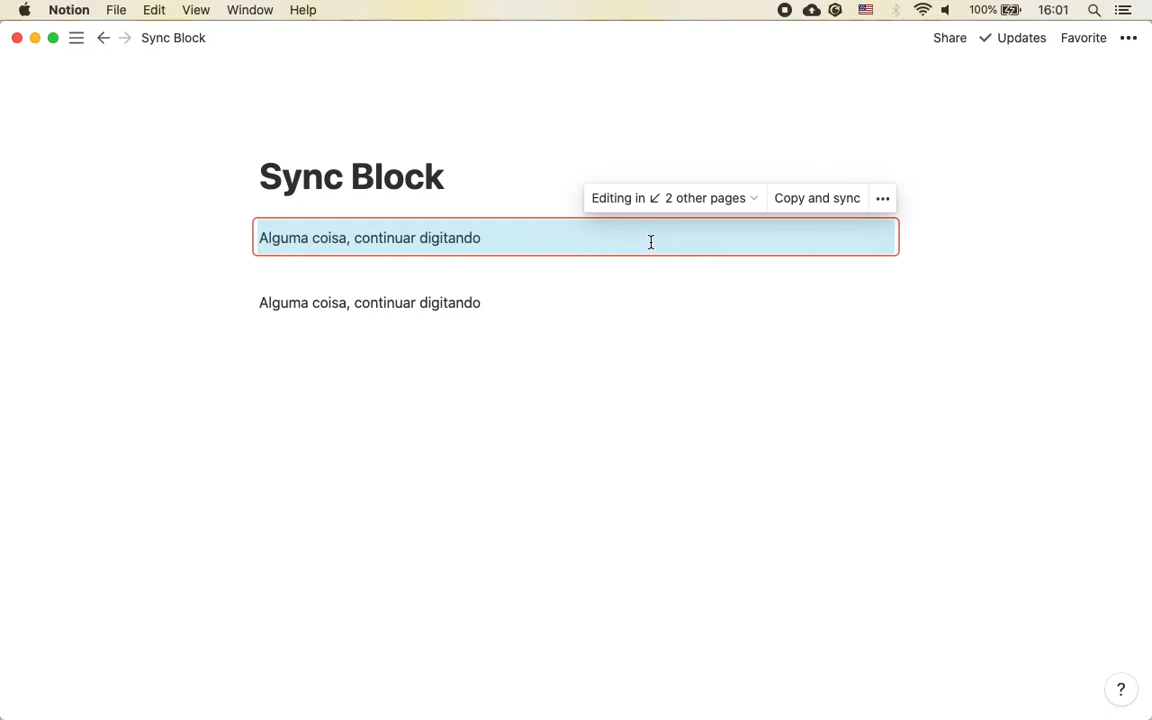 Notion File Edit View Window Help 100% 16:01
Sync Block Share Updates Favorite
Sync Block
Editing in 2 other pages Copy and sync
Alguma coisa, continuar digitando
Alguma coisa, continuar digitando
?